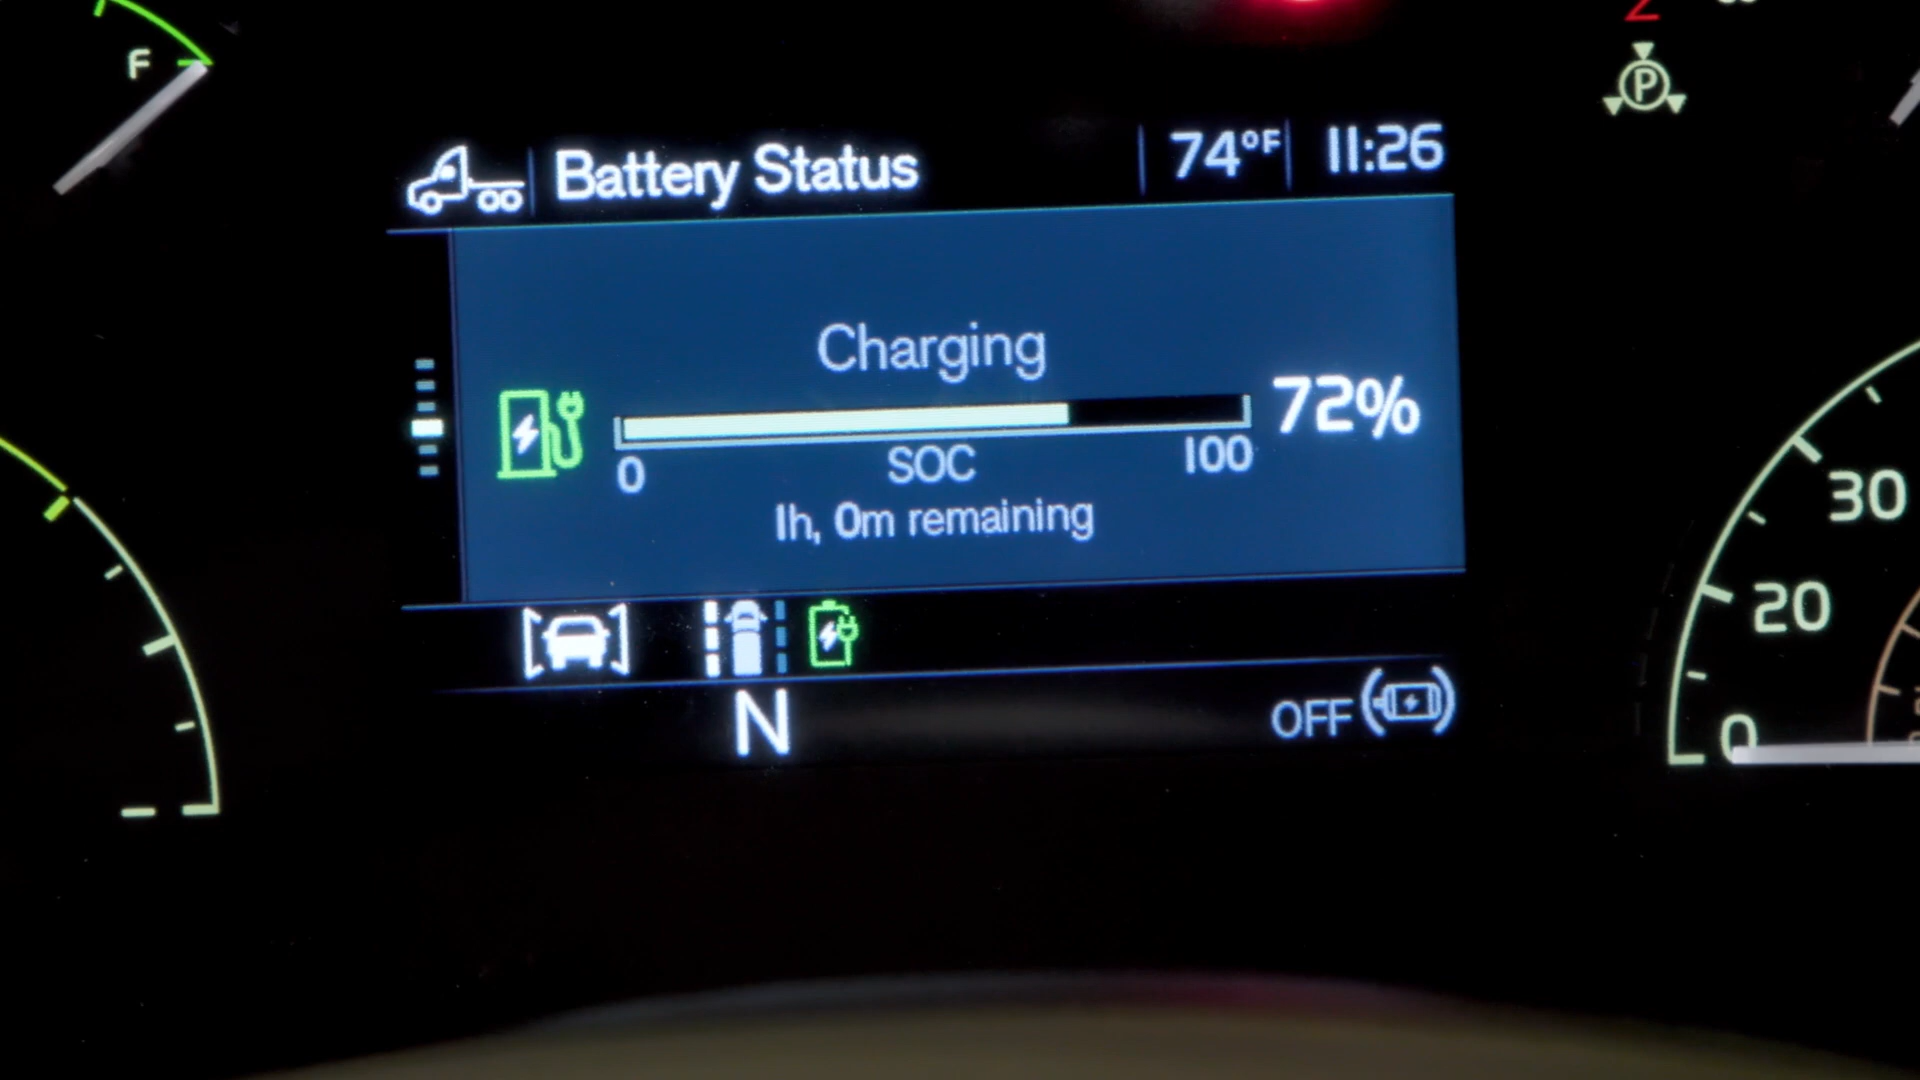 F
P
Battery Status
74°F
11:26
Charging
72%
0
100
SOC
1h, 0m remaining
N
OFF
30
20
0